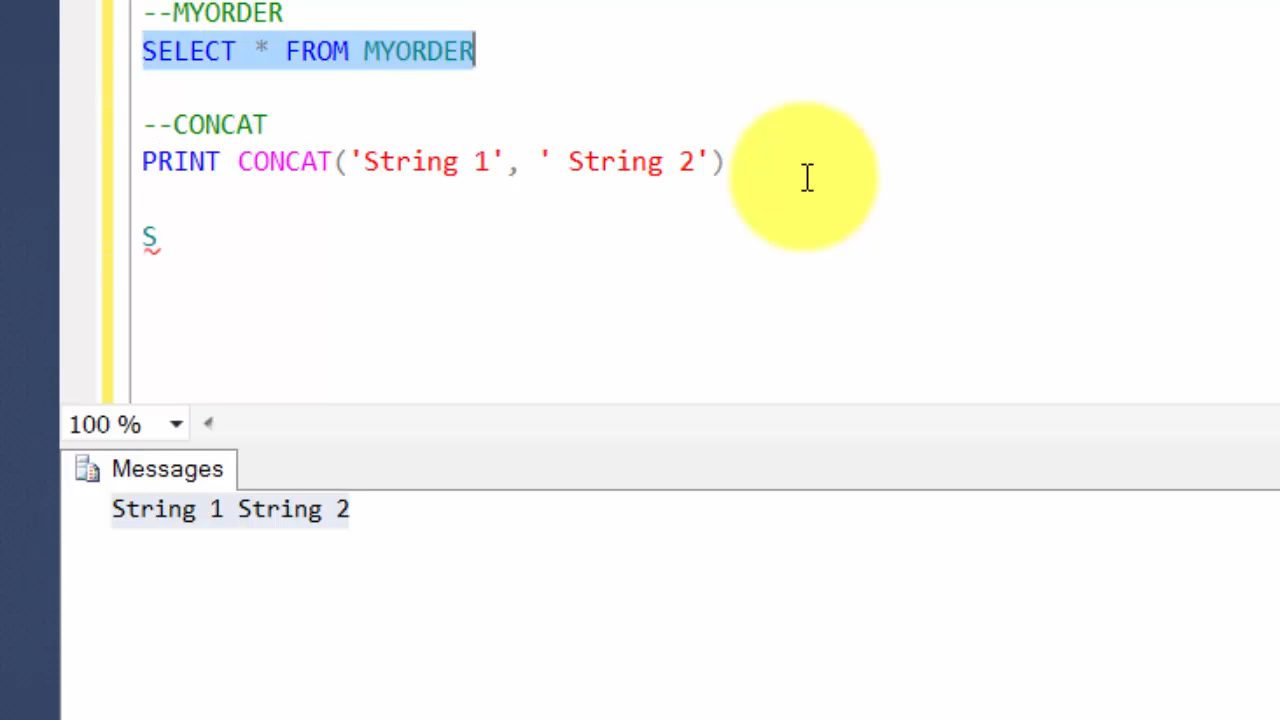 --MYORDER
SELECT * FROM MYORDER
--CONCAT
PRINT CONCAT('String 1', ' String 2')
S
100 %
Messages
String 1 String 2